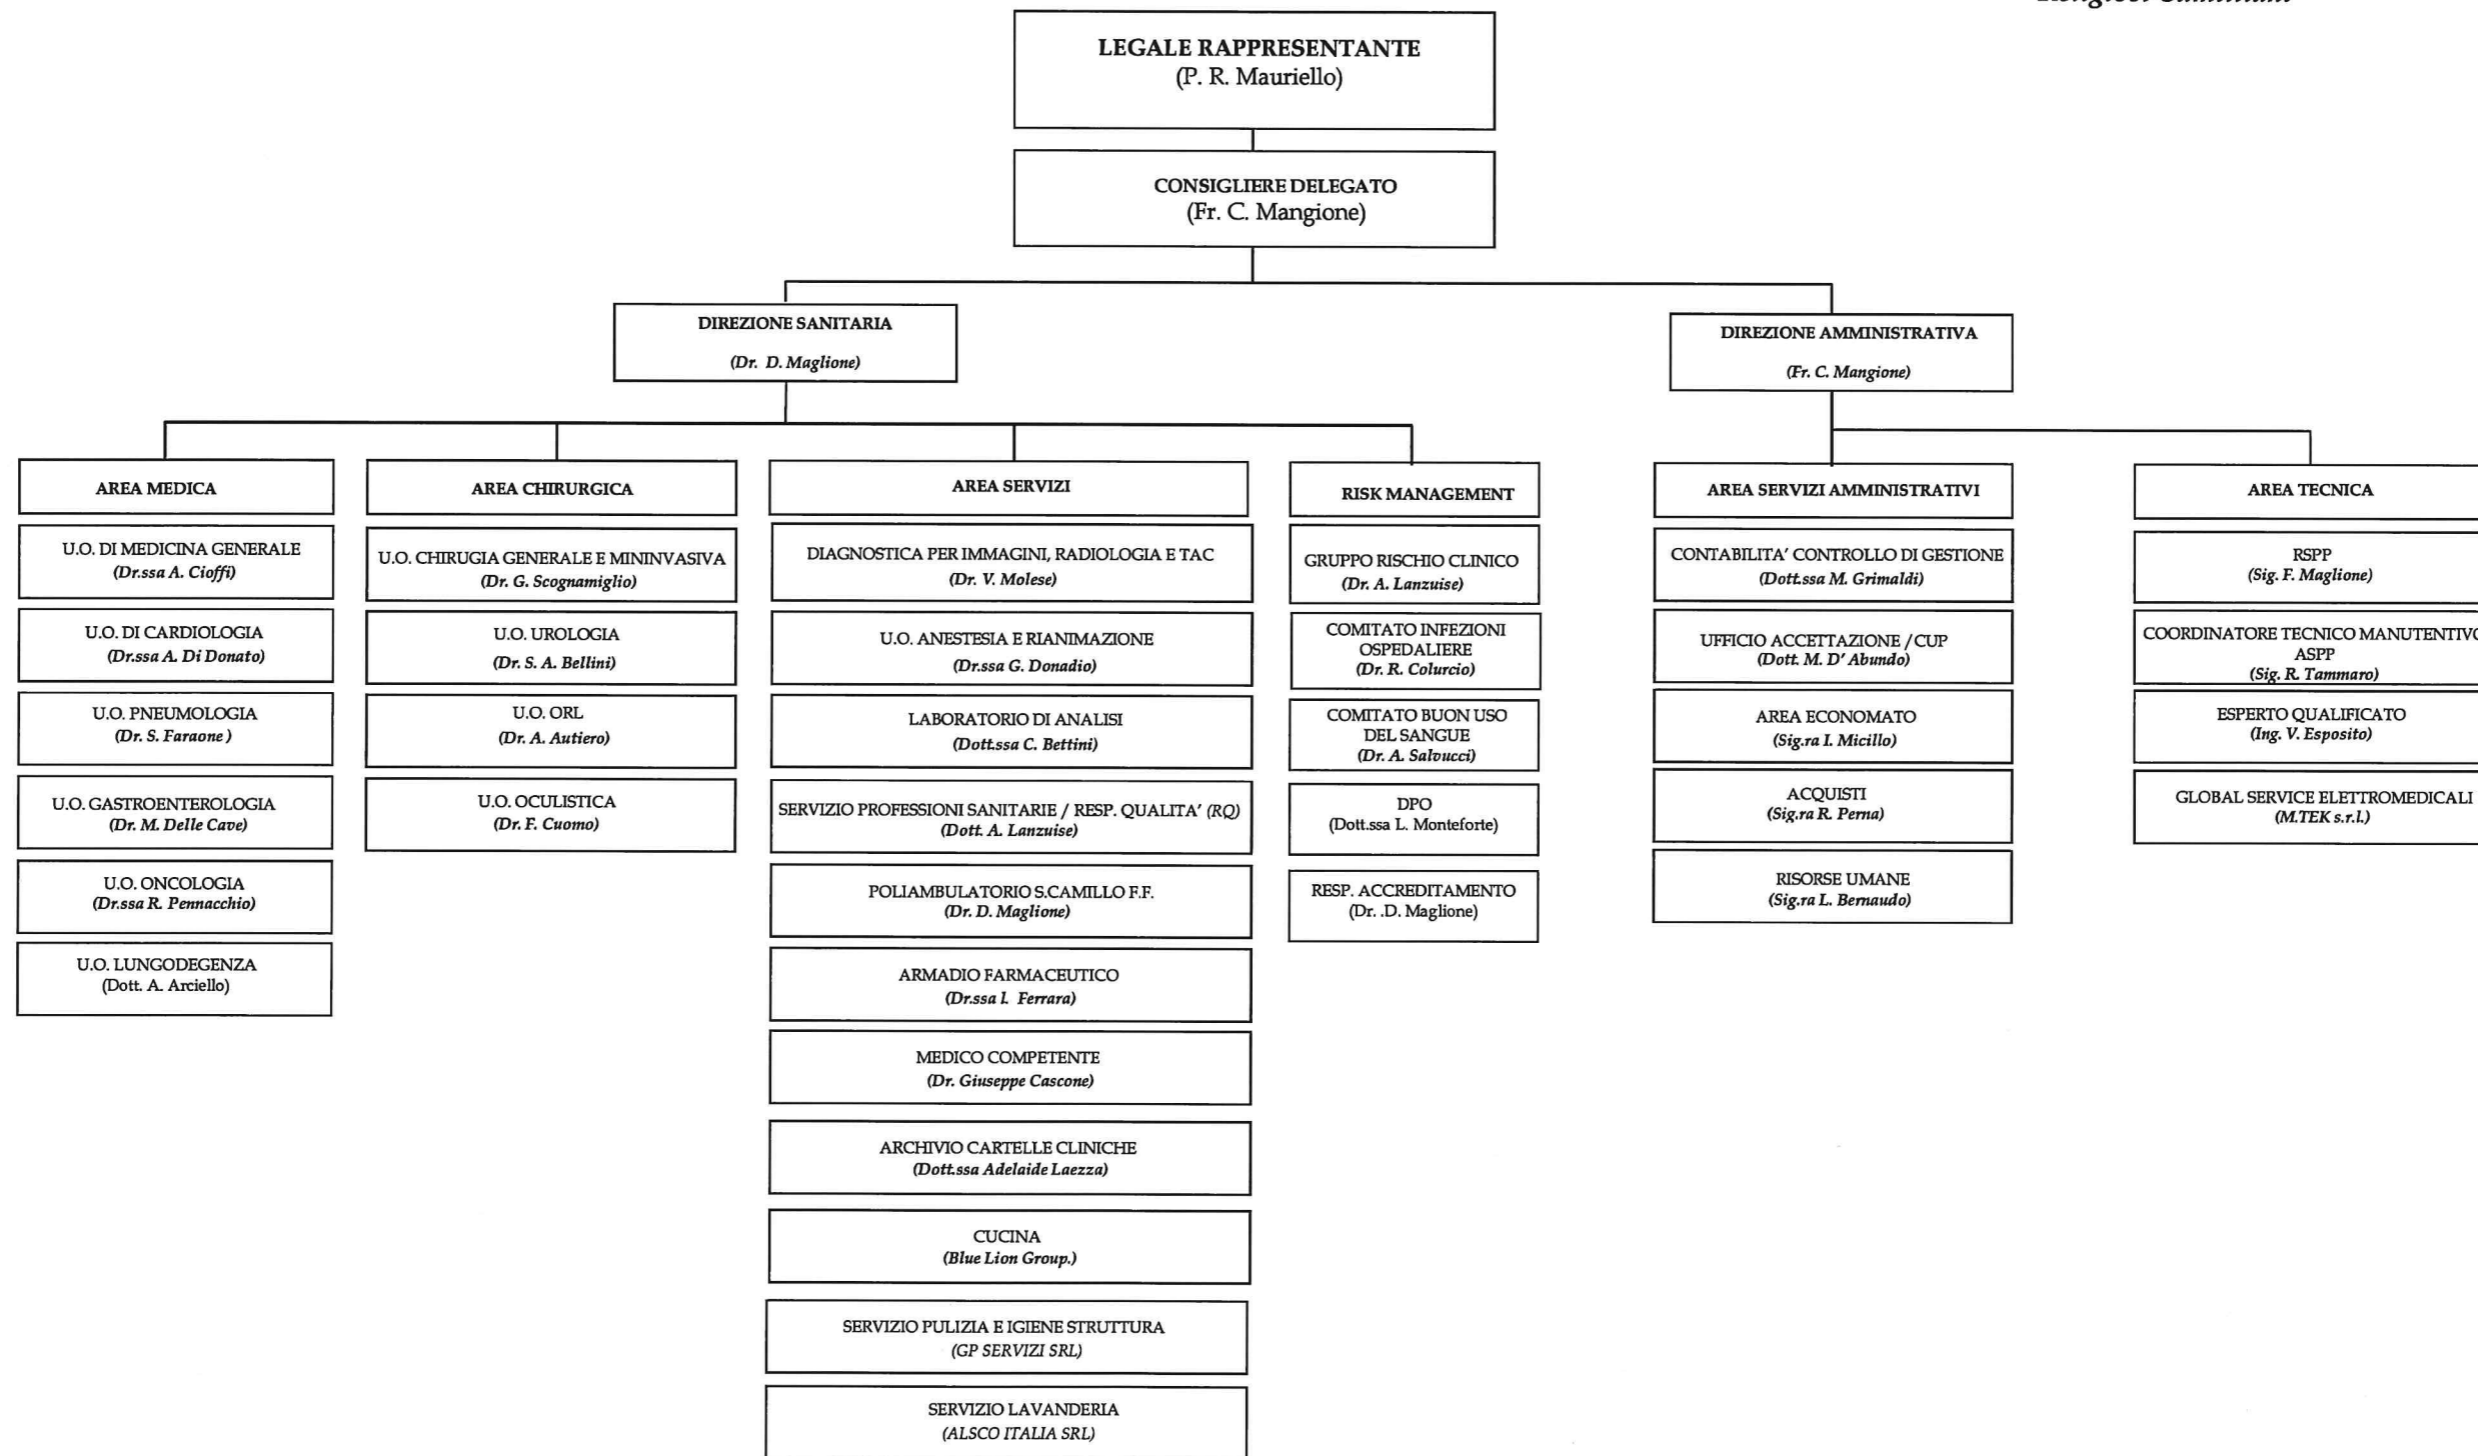 LEGALE RAPPRESENTANTE
(P. R. Mauriello)
CONSIGLIERE DELEGATO
(Fr. C. Mangione)
DIREZIONE SANITARIA
(Dr. D. Maglione)
DIREZIONE AMMINISTRATIVA
(Fr. C. Mangione)
AREA MEDICA
U.O. DI MEDICINA GENERALE
(Dr.ssa A. Cioffi)
U.O. DI CARDIOLOGIA
(Dr.ssa A. Di Donato)
U.O. PNEUMOLOGIA
(Dr. S. Faraone )
U.O. GASTROENTEROLOGIA
(Dr. M. Delle Cave)
U.O. ONCOLOGIA
(Dr.ssa R. Pennacchio)
U.O. LUNGODEGENZA
(Dott. A. Arciello)
AREA CHIRURGICA
U.O. CHIRUGIA GENERALE E MININVASIVA
(Dr. G. Scognamiglio)
U.O. UROLOGIA
(Dr. S. A. Bellini)
U.O. ORL
(Dr. A. Autiero)
U.O. OCULISTICA
(Dr. F. Cuomo)
AREA SERVIZI
DIAGNOSTICA PER IMMAGINI, RADIOLOGIA E TAC
(Dr. V. Molese)
U.O. ANESTESIA E RIANIMAZIONE
(Dr.ssa G. Donadio)
LABORATORIO DI ANALISI
(Dott.ssa C. Bettini)
SERVIZIO PROFESSIONI SANITARIE / RESP. QUALITA' (RQ)
(Dott. A. Lanzuise)
POLIAMBULATORIO S.CAMILLO F.F.
(Dr. D. Maglione)
ARMADIO FARMACEUTICO
(Dr.ssa I. Ferrara)
MEDICO COMPETENTE
(Dr. Giuseppe Cascone)
ARCHIVIO CARTELLE CLINICHE
(Dott.ssa Adelaide Laezza)
CUCINA
(Blue Lion Group.)
SERVIZIO PULIZIA E IGIENE STRUTTURA
(GP SERVIZI SRL)
SERVIZIO LAVANDERIA
(ALSCO ITALIA SRL)
RISK MANAGEMENT
GRUPPO RISCHIO CLINICO
(Dr. A. Lanzuise)
COMITATO INFEZIONI
OSPEDALIERE
(Dr. R. Colurcio)
COMITATO BUON USO
DEL SANGUE
(Dr. A. Salvucci)
DPO
(Dott.ssa L. Monteforte)
RESP. ACCREDITAMENTO
(Dr. .D. Maglione)
AREA SERVIZI AMMINISTRATIVI
CONTABILITA' CONTROLLO DI GESTIONE
(Dott.ssa M. Grimaldi)
UFFICIO ACCETTAZIONE /CUP
(Dott. M. D' Abundo)
AREA ECONOMATO
(Sig.ra I. Micillo)
ACQUISTI
(Sig.ra R. Perna)
RISORSE UMANE
(Sig.ra L. Bernaudo)
AREA TECNICA
RSPP
(Sig. F. Maglione)
COORDINATORE TECNICO MANUTENTIVO
ASPP
(Sig. R. Tammaro)
ESPERTO QUALIFICATO
(Ing. V. Esposito)
GLOBAL SERVICE ELETTROMEDICALI
(M.TEK s.r.l.)